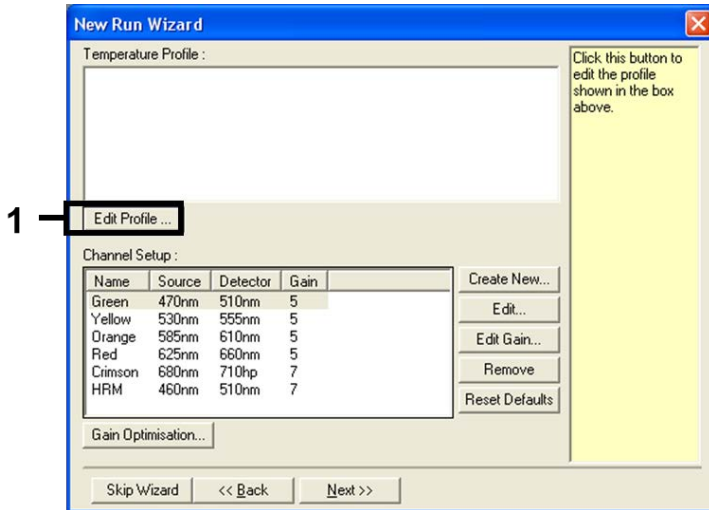 New Run Wizard
Temperature Profile :
Click this button to
edit the profile
shown in the box
above.
1
Edit Profile ...
Channel Setup :
Name Source Detector Gain
Green 470nm 510nm 5
Yellow 530nm 555nm 5
Orange 585nm 610nm 5
Red 625nm 660nm 5
Crimson 680nm 710hp 7
HRM 460nm 510nm 7
Create New...
Edit...
Edit Gain...
Remove
Reset Defaults
Gain Optimisation...
Skip Wizard << Back Next >>